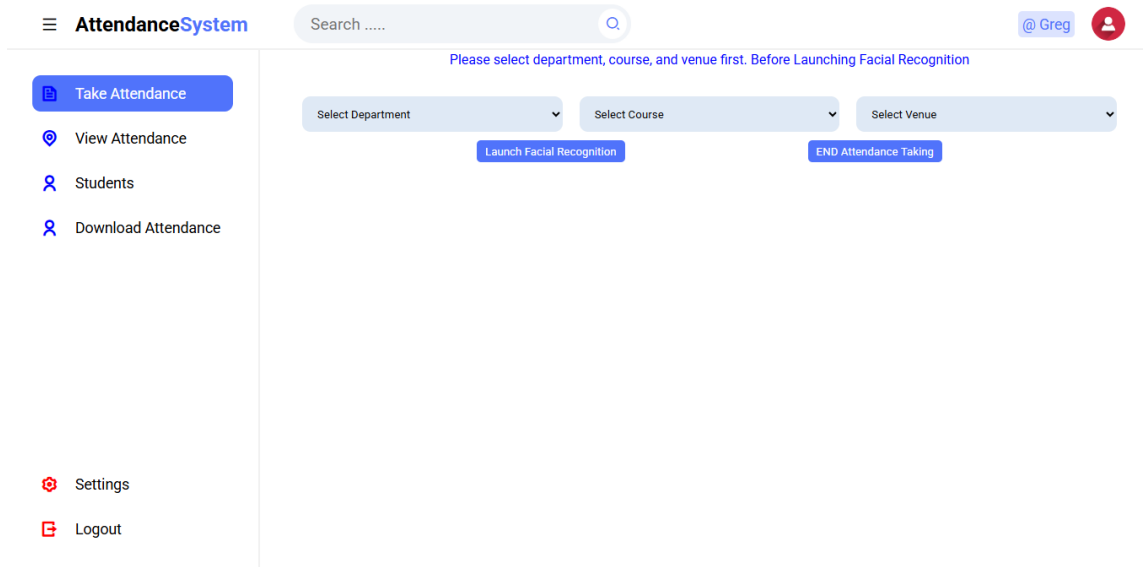 AttendanceSystem
Search .....
@ Greg
Please select department, course, and venue first. Before Launching Facial Recognition
Take Attendance
Select Department
Select Course
Select Venue
View Attendance
Launch Facial Recognition
END Attendance Taking
Students
Download Attendance
Settings
Logout